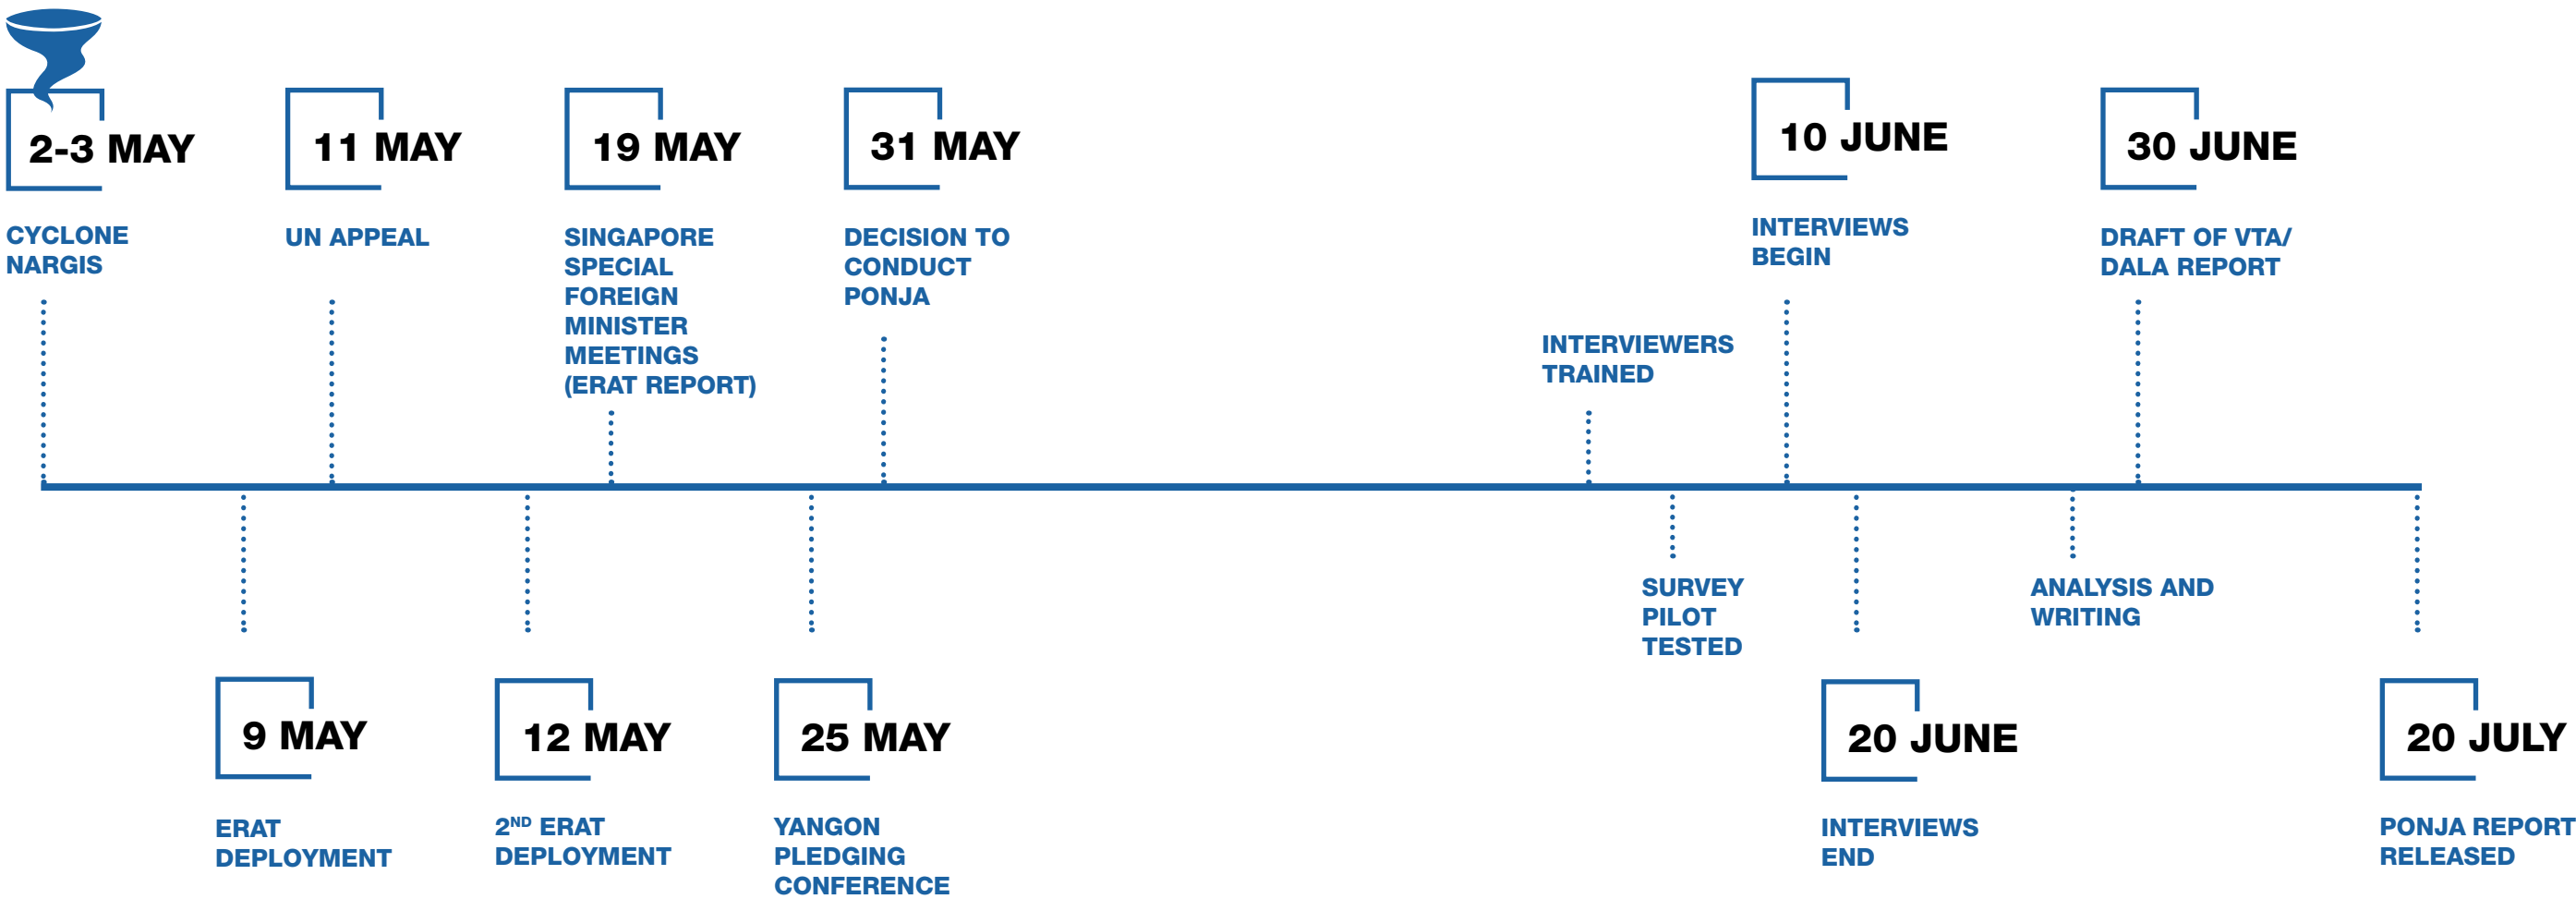 2-3 MAY
CYCLONE
NARGIS
11 MAY
UN APPEAL
19 MAY
SINGAPORE
SPECIAL
FOREIGN
MINISTER
MEETINGS
(ERAT REPORT)
31 MAY
DECISION TO
CONDUCT
PONJA
INTERVIEWERS
TRAINED
10 JUNE
INTERVIEWS
BEGIN
30 JUNE
DRAFT OF VTA/
DALA REPORT
9 MAY
ERAT
DEPLOYMENT
12 MAY
2ND ERAT
DEPLOYMENT
25 MAY
YANGON
PLEDGING
CONFERENCE
SURVEY
PILOT
TESTED
20 JUNE
INTERVIEWS
END
ANALYSIS AND
WRITING
20 JULY
PONJA REPORT
RELEASED